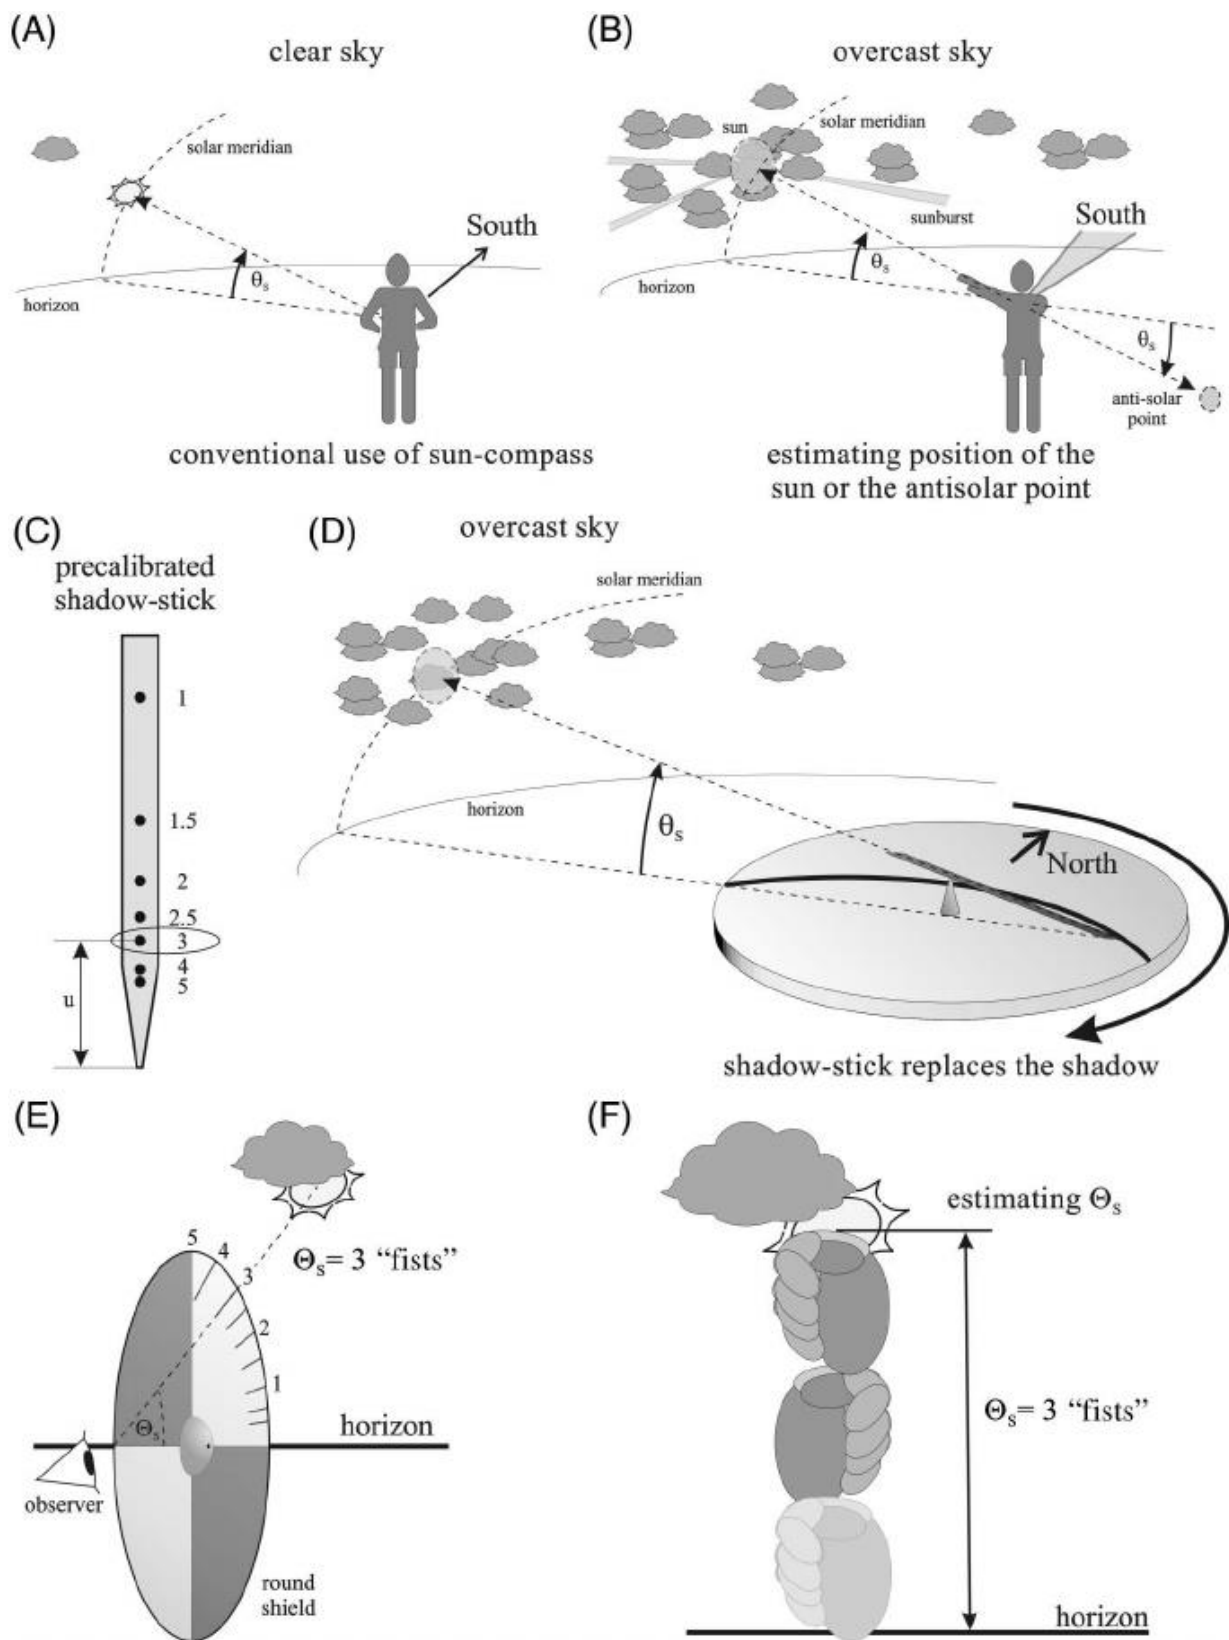 (A)
clear sky
solar meridian
South
θs
horizon
conventional use of sun-compass
(B)
overcast sky
sun
solar meridian
sunburst
South
θs
horizon
θs
anti-solar
point
estimating position of the
sun or the antisolar point
(C)
precalibrated
shadow-stick
1
1.5
2
2.5
3
4
5
u
(D)
overcast sky
solar meridian
horizon
θs
North
shadow-stick replaces the shadow
(E)
5
4
3
2
1
Θs= 3 “fists”
Θs
horizon
observer
round
shield
(F)
estimating Θs
Θs= 3 “fists”
horizon